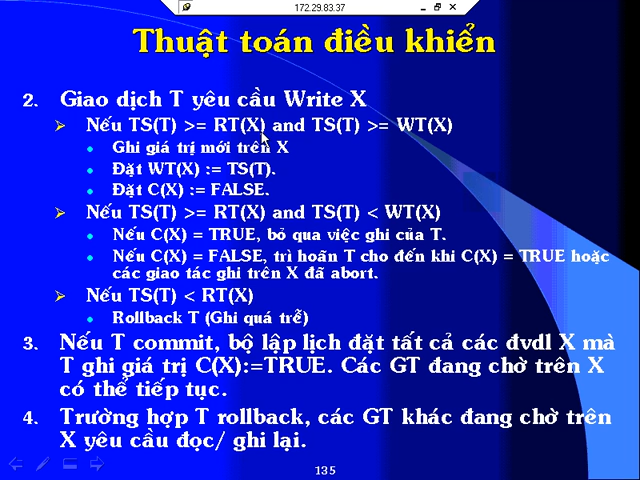 172.29.83.37
Thuật toán điều khiển
2. Giao dịch T yêu cầu Write X
Nếu TS(T) >= RT(X) and TS(T) >= WT(X)
Ghi giá trị mới trên X
Đặt WT(X) := TS(T).
Đặt C(X) := FALSE.
Nếu TS(T) >= RT(X) and TS(T) < WT(X)
Nếu C(X) = TRUE, bỏ qua việc ghi của T.
Nếu C(X) = FALSE, trì hoãn T cho đến khi C(X) = TRUE hoặc
các giao tác ghi trên X đã abort.
Nếu TS(T) < RT(X)
Rollback T (Ghi quá trễ)
3. Nếu T commit, bộ lập lịch đặt tất cả các đvdl X mà
T ghi giá trị C(X):=TRUE. Các GT đang chờ trên X
có thể tiếp tục.
4. Trường hợp T rollback, các GT khác đang chờ trên
X yêu cầu đọc/ ghi lại.
135